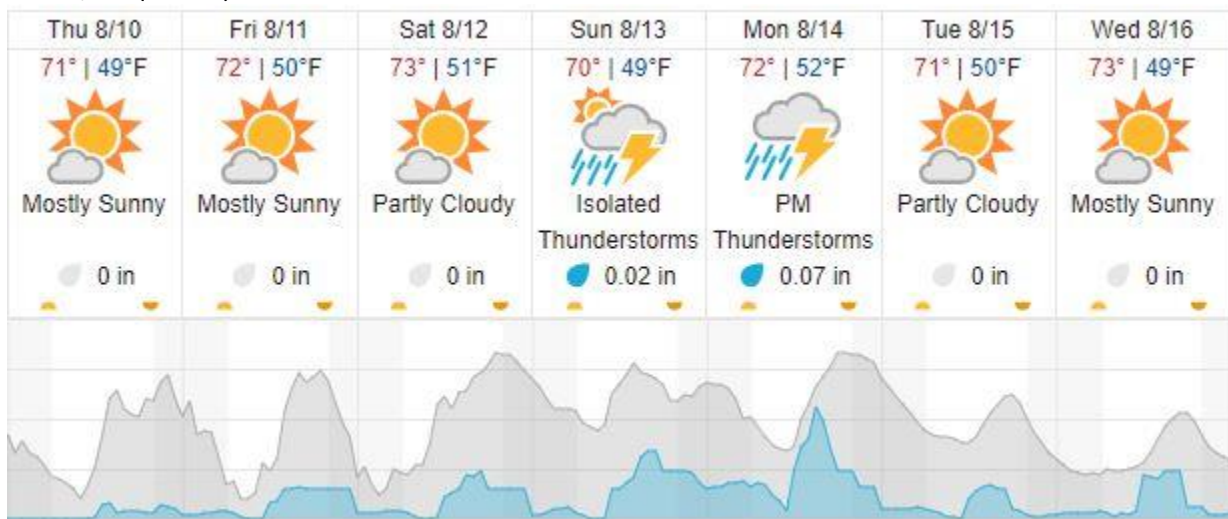 Thu 8/10 Fri 8/11 Sat 8/12 Sun 8/13 Mon 8/14 Tue 8/15 Wed 8/16
71° | 49°F 72° | 50°F 73° | 51°F 70° | 49°F 72° | 52°F 71° | 50°F 73° | 49°F
Mostly Sunny Mostly Sunny Partly Cloudy Isolated PM Partly Cloudy Mostly Sunny
Thunderstorms Thunderstorms
0 in 0 in 0 in 0.02 in 0.07 in 0 in 0 in